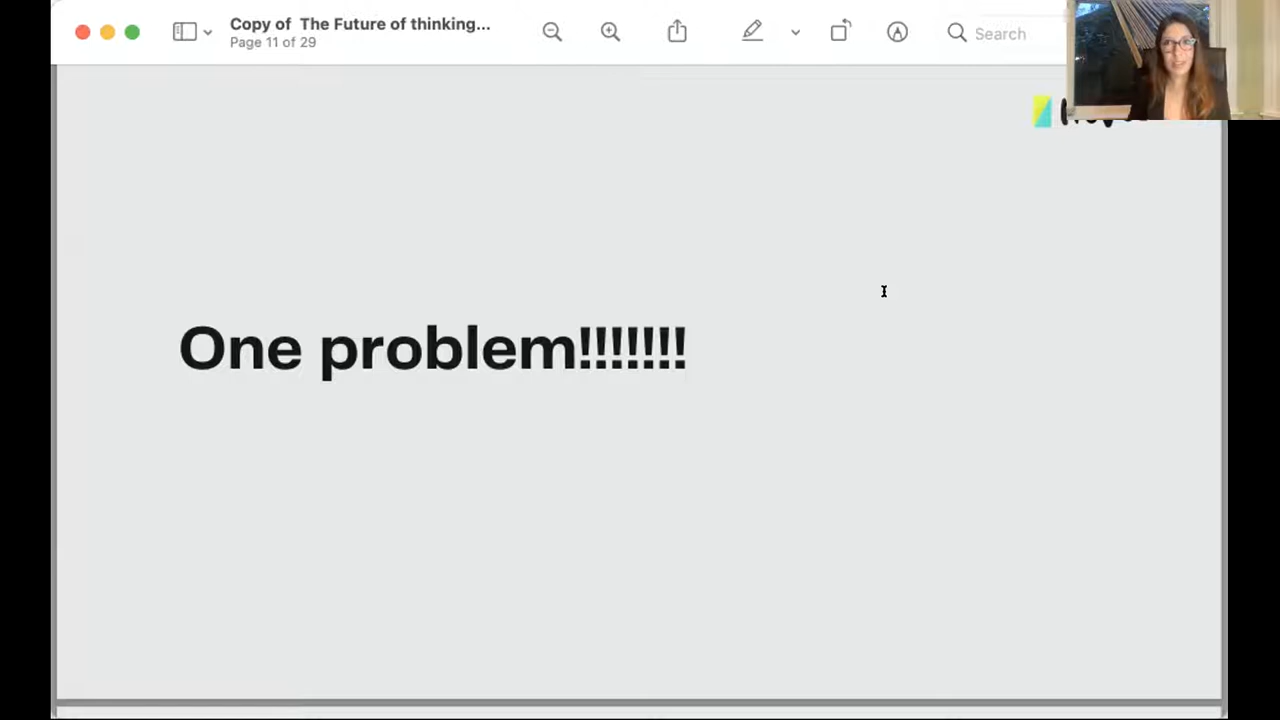 Copy of The Future of thinking...
Page 11 of 29
Search
One problem!!!!!!!